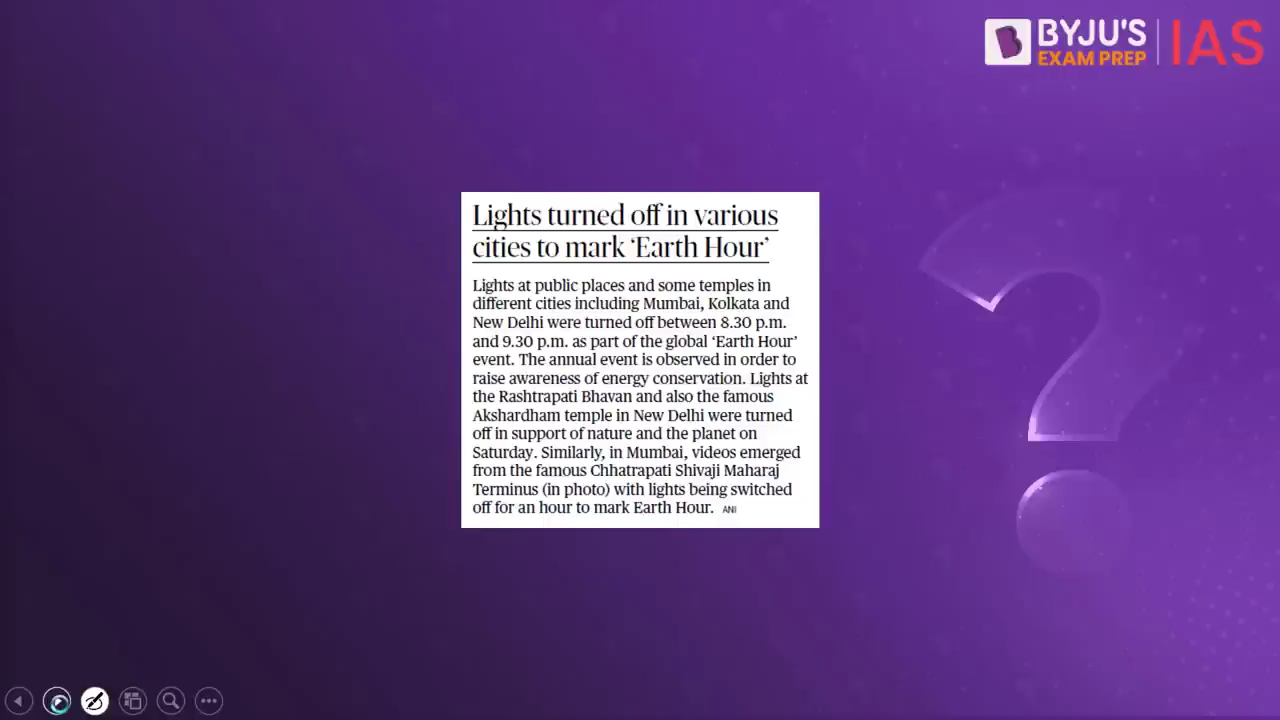 BYJU'S
EXAM PREP
IAS
Lights turned off in various
cities to mark ‘Earth Hour’
Lights at public places and some temples in
different cities including Mumbai, Kolkata and
New Delhi were turned off between 8.30 p.m.
and 9.30 p.m. as part of the global ‘Earth Hour’
event. The annual event is observed in order to
raise awareness of energy conservation. Lights at
the Rashtrapati Bhavan and also the famous
Akshardham temple in New Delhi were turned
off in support of nature and the planet on
Saturday. Similarly, in Mumbai, videos emerged
from the famous Chhatrapati Shivaji Maharaj
Terminus (in photo) with lights being switched
off for an hour to mark Earth Hour. ANI